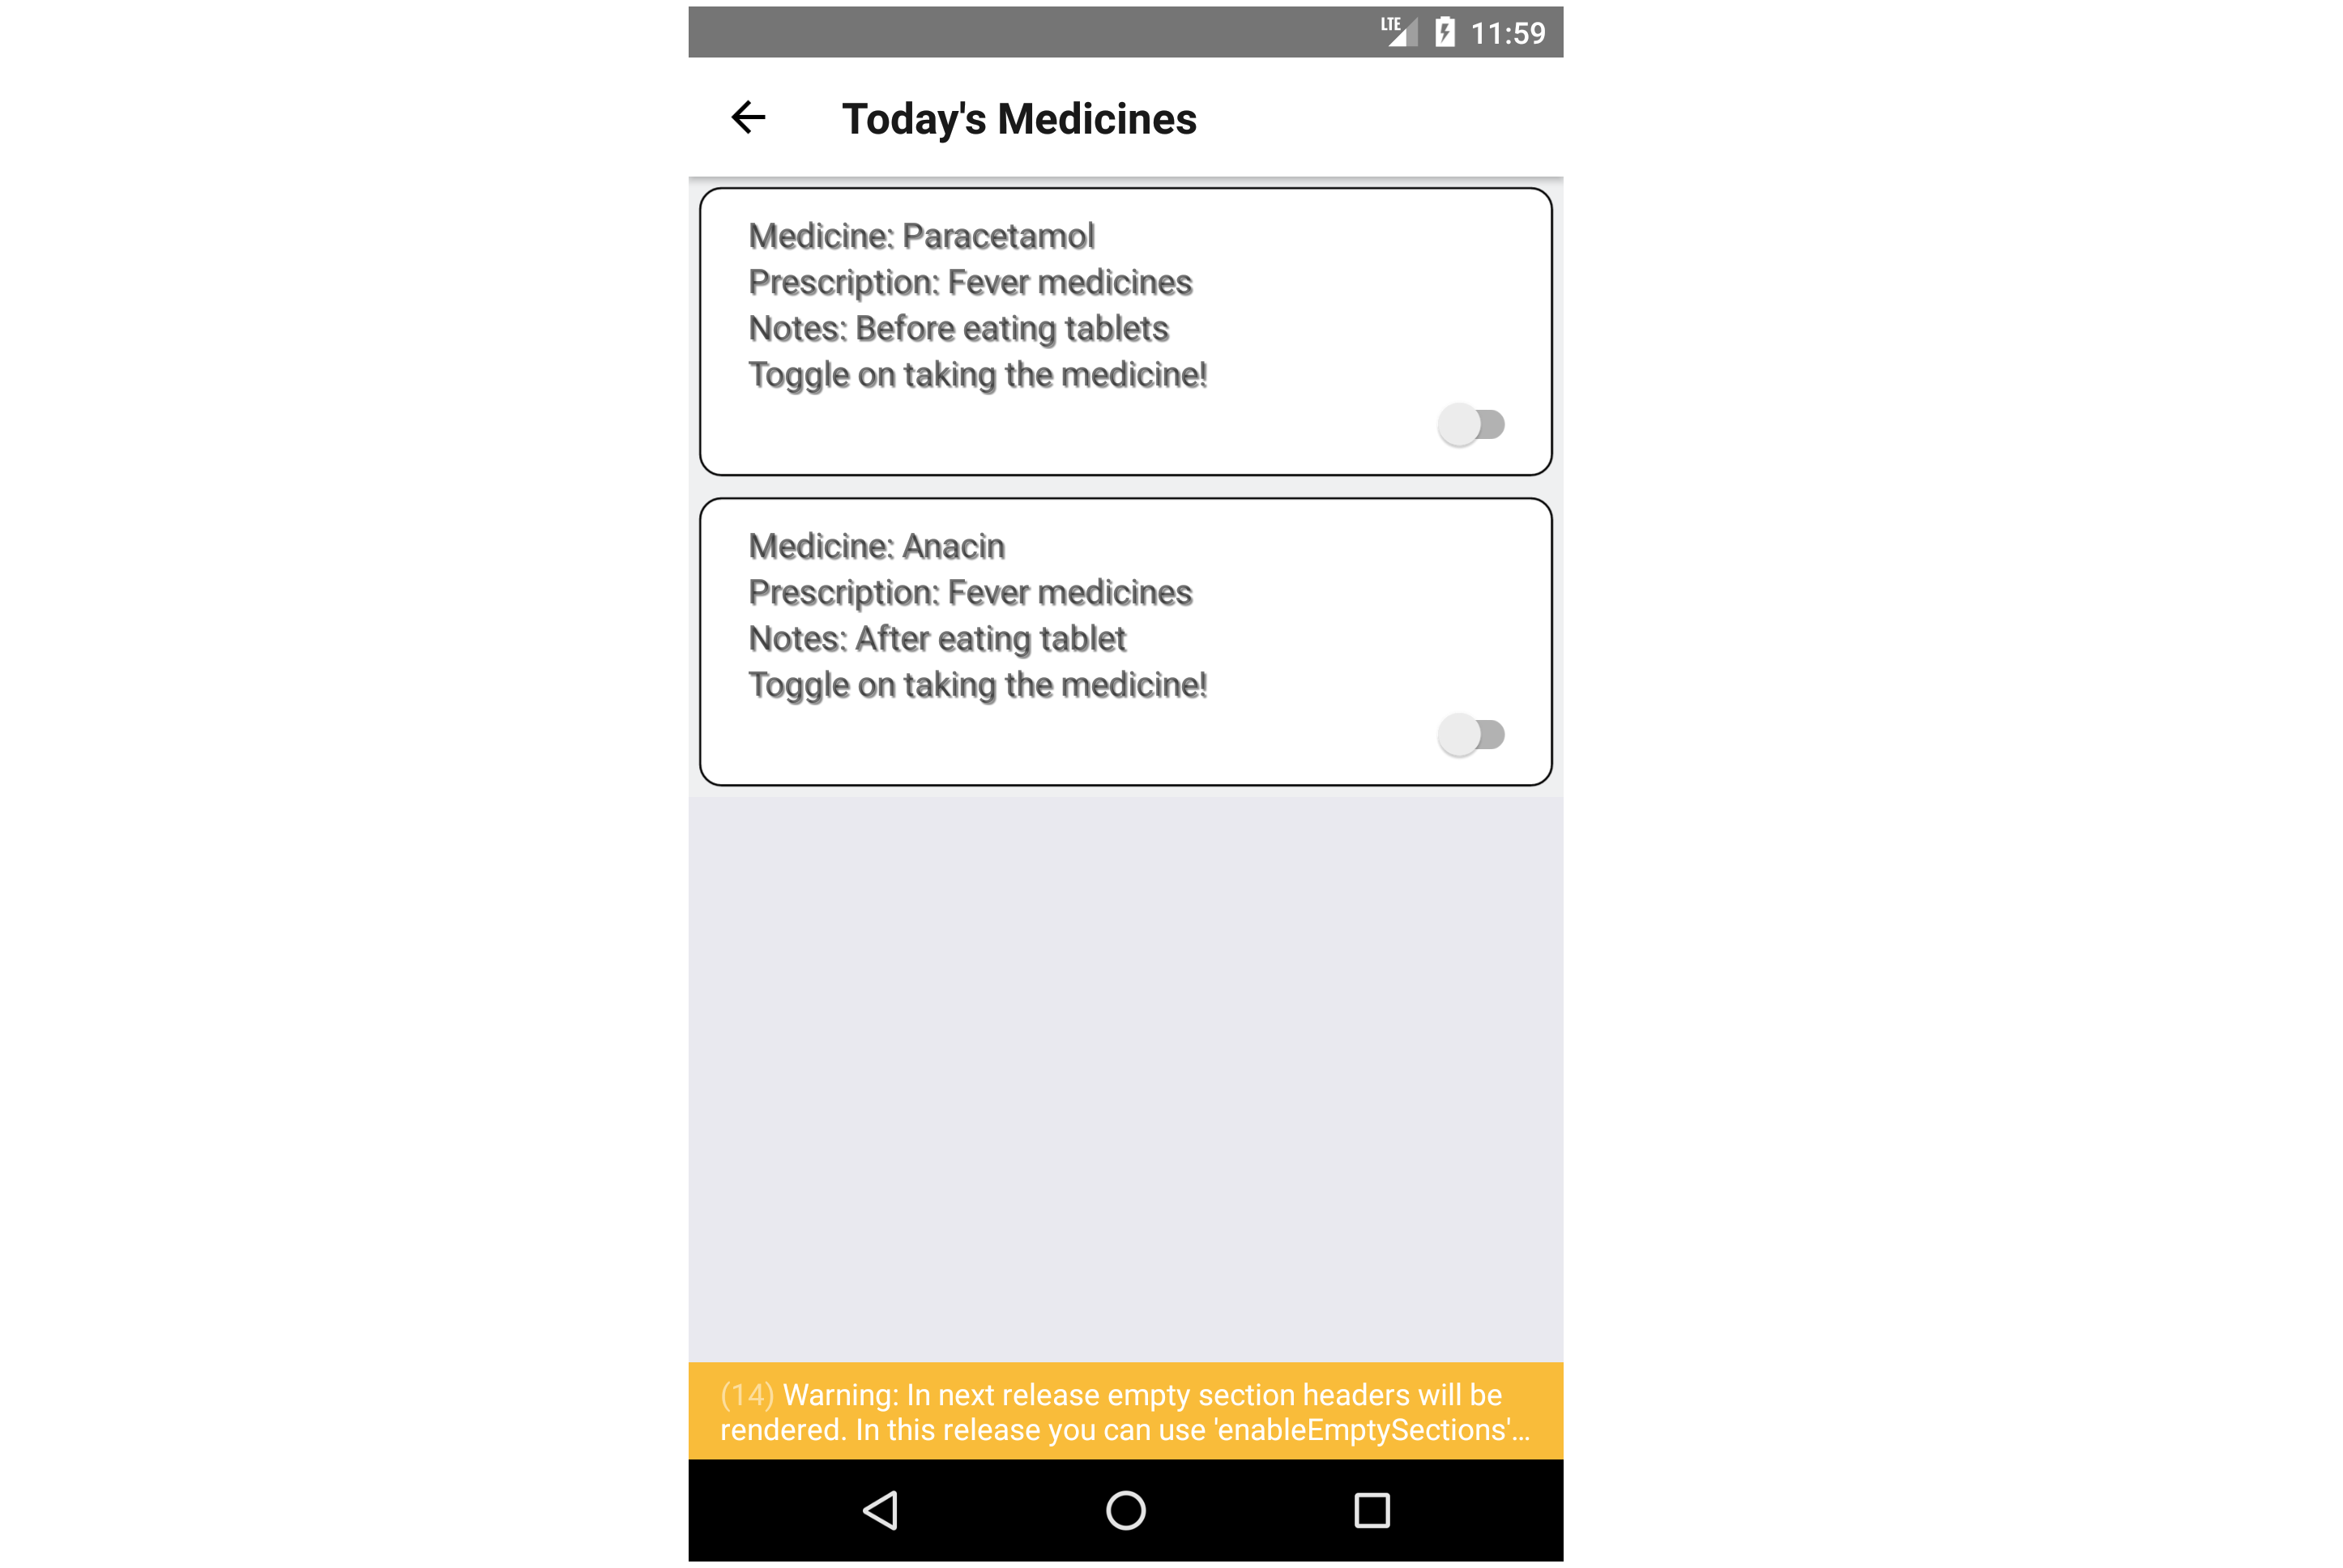 LTE 11:59
Today's Medicines
Medicine: Paracetamol
Prescription: Fever medicines
Notes: Before eating tablets
Toggle on taking the medicine!
Medicine: Anacin
Prescription: Fever medicines
Notes: After eating tablet
Toggle on taking the medicine!
(14) Warning: In next release empty section headers will be
rendered. In this release you can use 'enableEmptySections'...